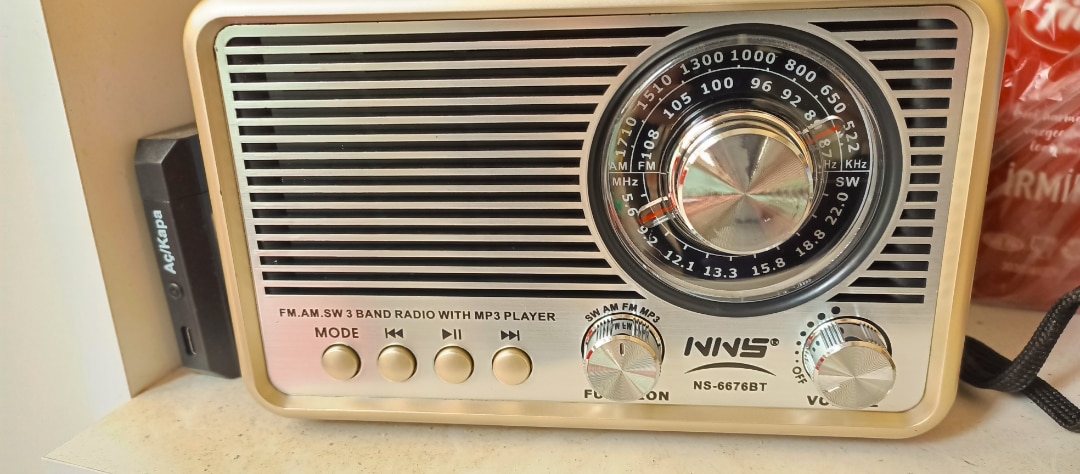 1710 1510 1300 1000 800 650 522
AM 108 105 100 96 92 KHz
FM
MHz SW
5.6 9.2 12.1 13.3 15.8 18.8 22.0
Aç/Kapa
FM.AM.SW 3 BAND RADIO WITH MP3 PLAYER
SW AM FM MP3
MODE
NNS®
OFF
NS-6676BT
İRMİ